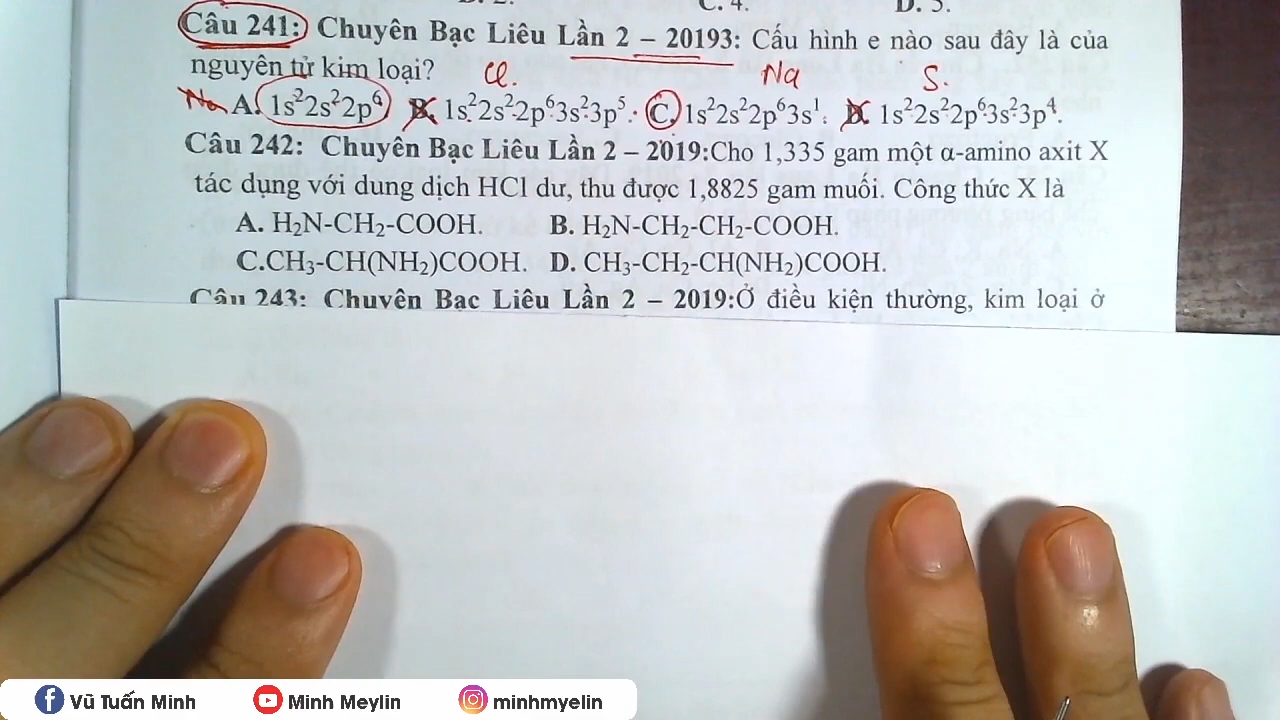 C. 4. D. 5.
Câu 241: Chuyên Bạc Liêu Lần 2 – 20193: Cấu hình e nào sau đây là của
nguyên tử kim loại? Cl. Na S.
A. 1s²2s²2p⁶ B. 1s²2s²2p⁶3s²3p⁵. C. 1s²2s²2p⁶3s¹. D. 1s²2s²2p⁶3s²3p⁴.
Câu 242: Chuyên Bạc Liêu Lần 2 – 2019:Cho 1,335 gam một α-amino axit X
tác dụng với dung dịch HCl dư, thu được 1,8825 gam muối. Công thức X là
A. H₂N-CH₂-COOH. B. H₂N-CH₂-CH₂-COOH.
C.CH₃-CH(NH₂)COOH. D. CH₃-CH₂-CH(NH₂)COOH.
Câu 243: Chuyên Bạc Liêu Lần 2 – 2019:Ở điều kiện thường, kim loại ở
Vũ Tuấn Minh Minh Meylin minhmyelin